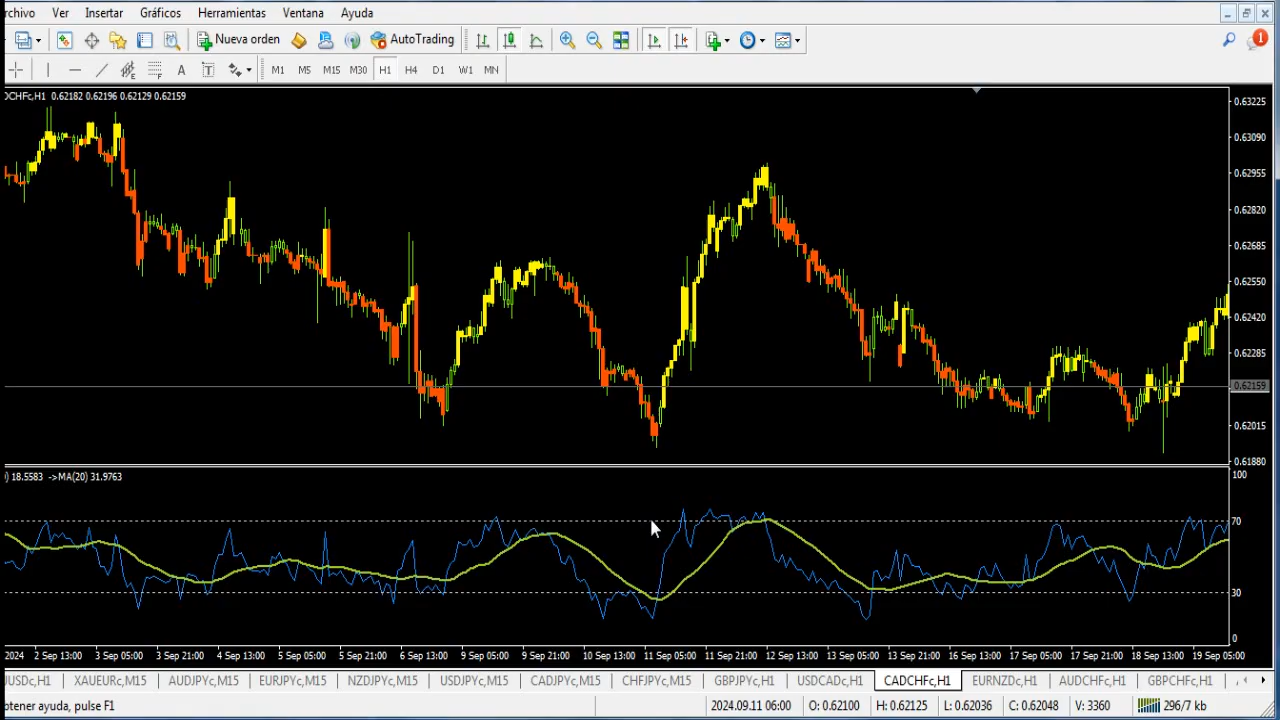 rchivo Ver Insertar Gráficos Herramientas Ventana Ayuda
Nueva orden AutoTrading 1
A T M1 M5 M15 M30 H1 H4 D1 W1 MN
DCHFc,H1 0.62182 0.62196 0.62129 0.62159
0.63225
0.63090
0.62955
0.62820
0.62685
0.62550
0.62420
0.62285
0.62159
0.62015
0.61880
) 18.5583 ->MA(20) 31.9763
100
70
30
0
2024 2 Sep 13:00 3 Sep 05:00 3 Sep 21:00 4 Sep 13:00 5 Sep 05:00 5 Sep 21:00 6 Sep 13:00 9 Sep 05:00 9 Sep 21:00 10 Sep 13:00 11 Sep 05:00 11 Sep 21:00 12 Sep 13:00 13 Sep 05:00 13 Sep 21:00 16 Sep 13:00 17 Sep 05:00 17 Sep 21:00 18 Sep 13:00 19 Sep 05:00
USDc,H1 XAUEURc,M15 AUDJPYc,M15 EURJPYc,M15 NZDJPYc,M15 USDJPYc,M15 CADJPYc,M15 CHFJPYc,M15 GBPJPYc,H1 USDCADc,H1 CADCHFc,H1 EURNZDc,H1 AUDCHFc,H1 GBPCHFc,H1
btener ayuda, pulse F1 2024.09.11 06:00 O: 0.62100 H: 0.62125 L: 0.62036 C: 0.62048 V: 3360 296/7 kb